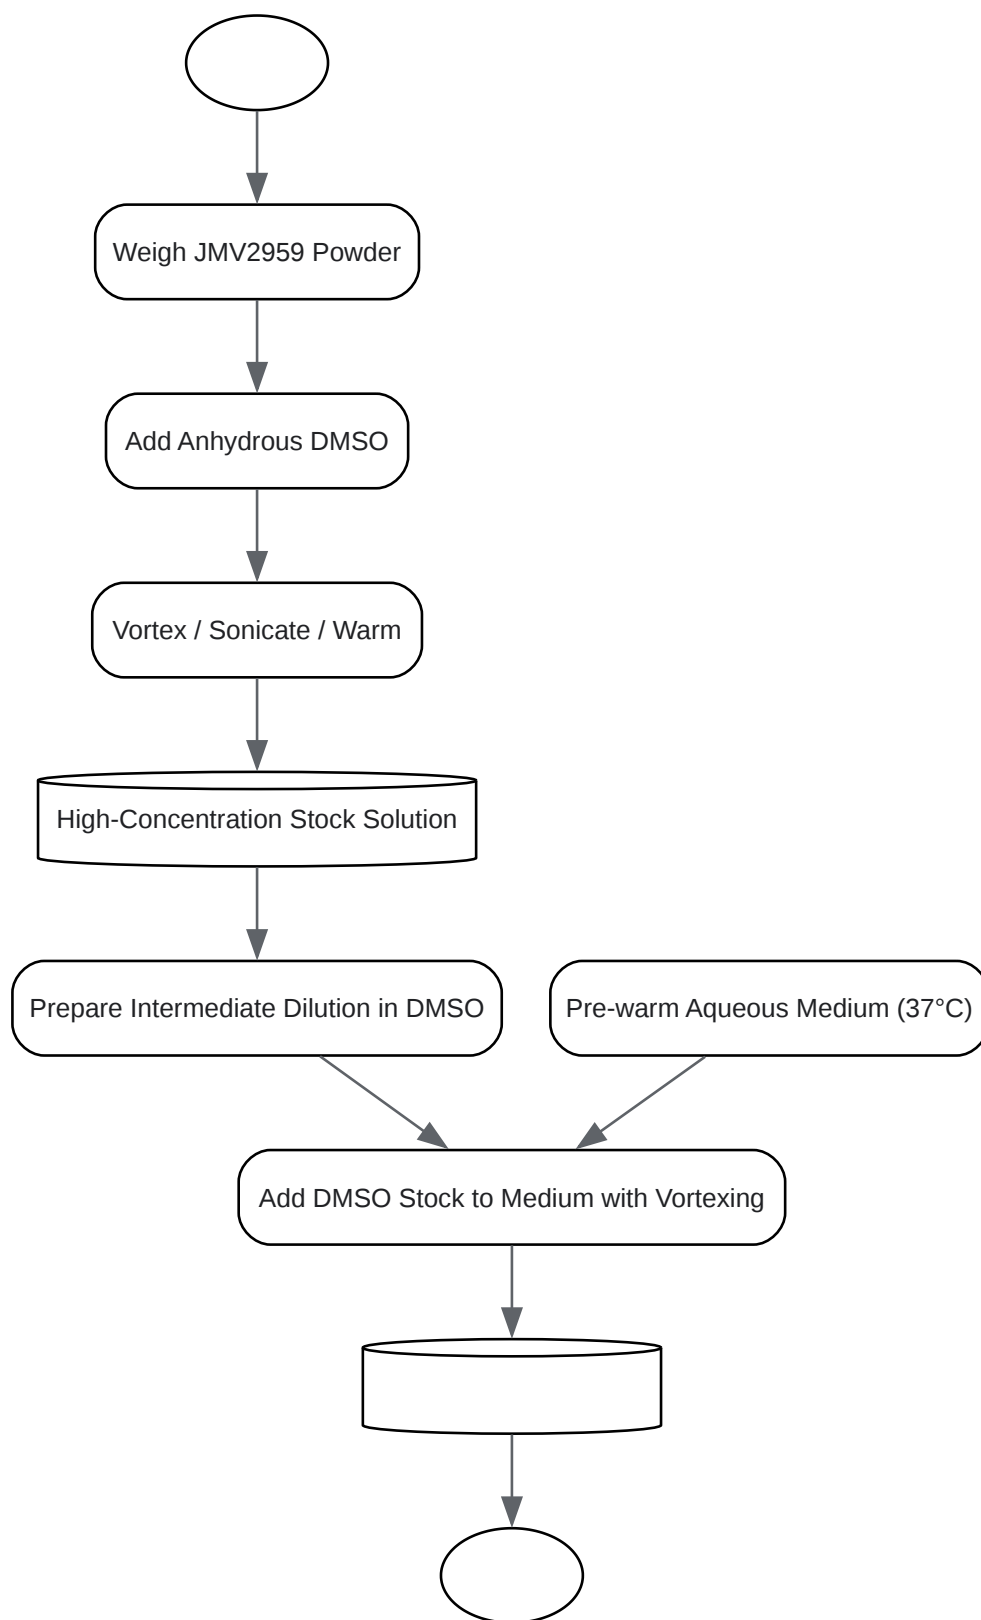 Weigh JMV2959 Powder
Add Anhydrous DMSO
Vortex / Sonicate / Warm
High-Concentration Stock Solution
Prepare Intermediate Dilution in DMSO
Pre-warm Aqueous Medium (37°C)
Add DMSO Stock to Medium with Vortexing